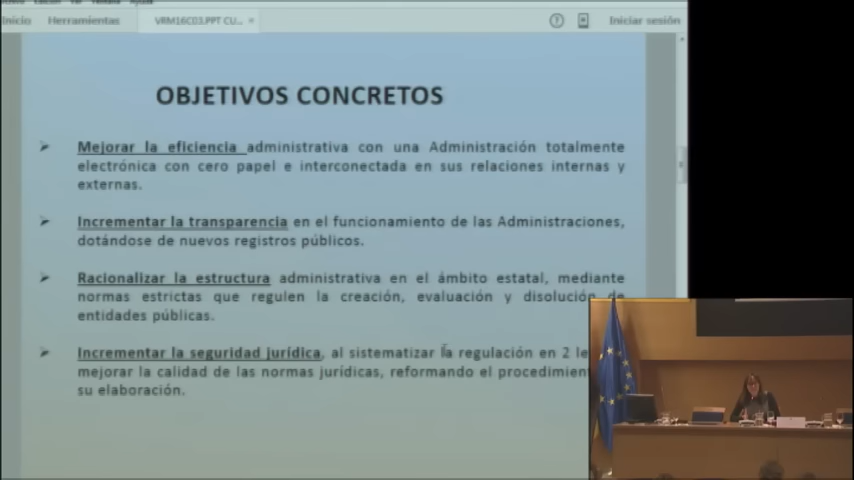 Inicio Herramientas VRM16C03.PPT CU... × Iniciar sesión
OBJETIVOS CONCRETOS
➢ Mejorar la eficiencia administrativa con una Administración totalmente
electrónica con cero papel e interconectada en sus relaciones internas y
externas.
➢ Incrementar la transparencia en el funcionamiento de las Administraciones,
dotándose de nuevos registros públicos.
➢ Racionalizar la estructura administrativa en el ámbito estatal, mediante
normas estrictas que regulen la creación, evaluación y disolución de
entidades públicas.
➢ Incrementar la seguridad jurídica, al sistematizar la regulación en 2
mejorar la calidad de las normas jurídicas, reformando el
su elaboración.